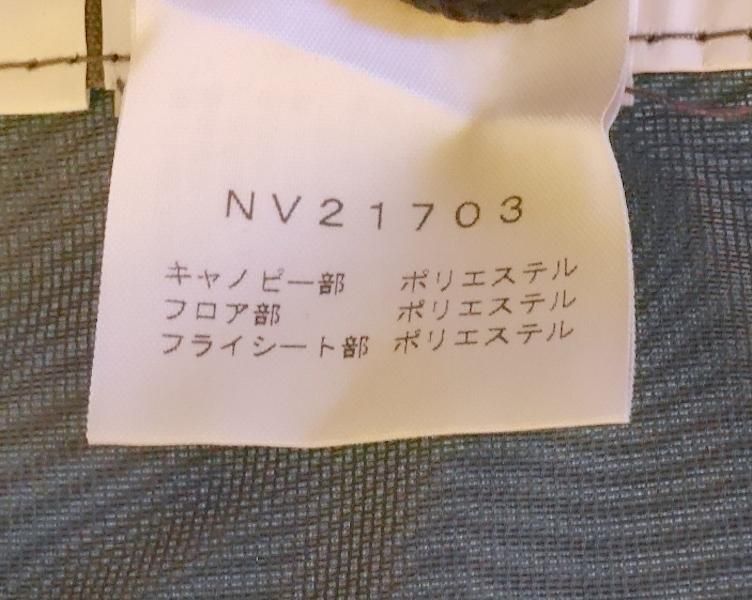 NV21703
キャノピー部 ポリエステル
フロア部 ポリエステル
フライシート部 ポリエステル